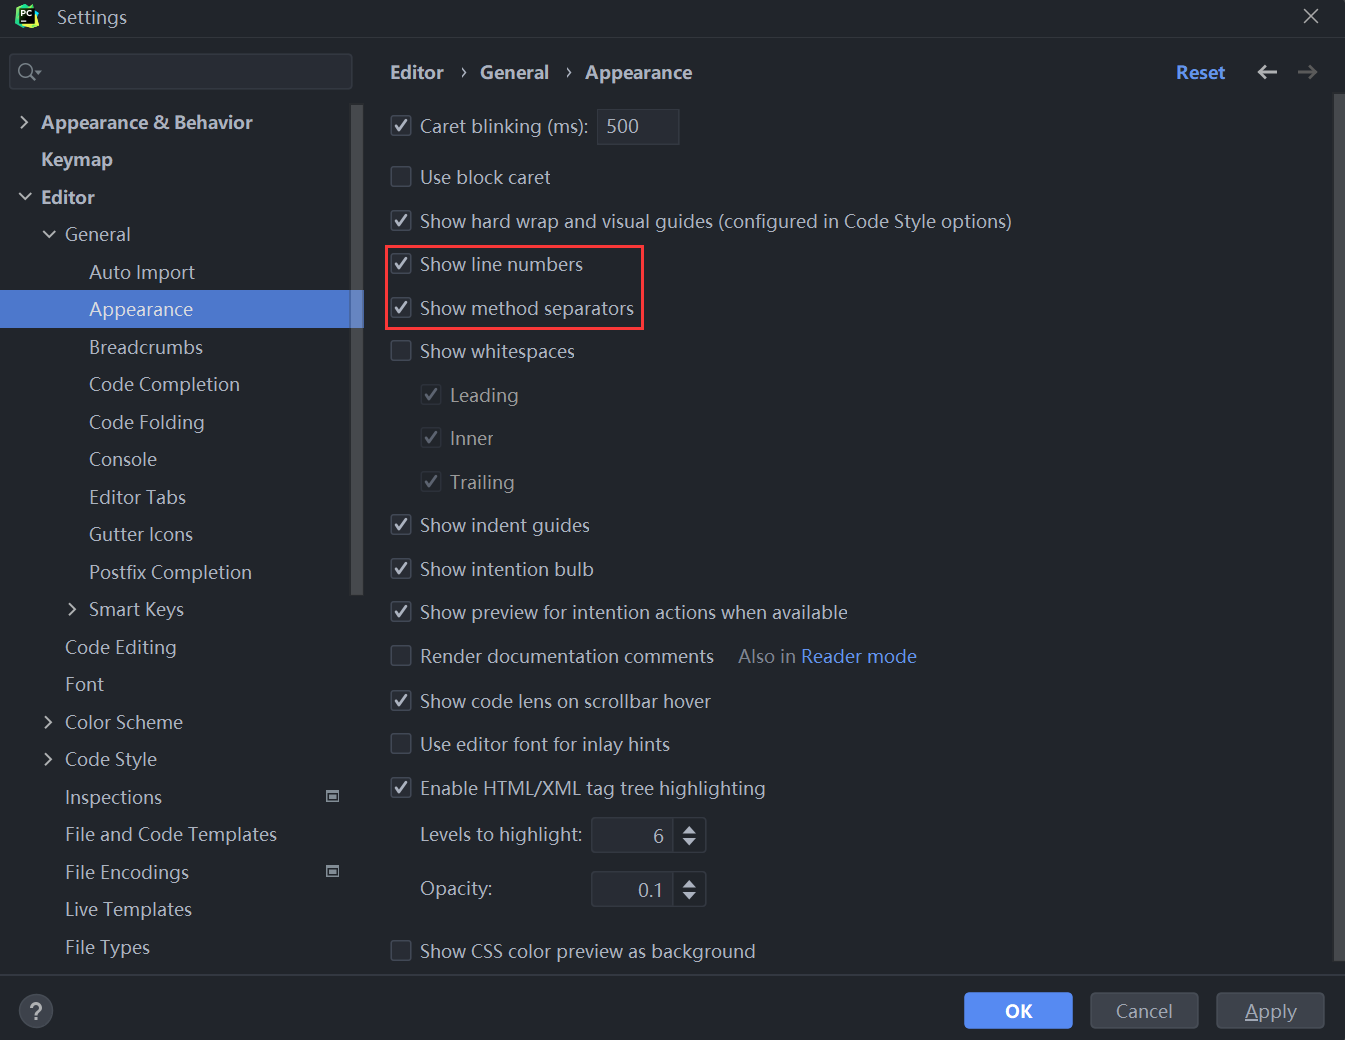 PC
Settings
Editor › General › Appearance
Reset
Appearance & Behavior
Keymap
Editor
General
Auto Import
Appearance
Breadcrumbs
Code Completion
Code Folding
Console
Editor Tabs
Gutter Icons
Postfix Completion
Smart Keys
Code Editing
Font
Color Scheme
Code Style
Inspections
File and Code Templates
File Encodings
Live Templates
File Types
Caret blinking (ms): 500
Use block caret
Show hard wrap and visual guides (configured in Code Style options)
Show line numbers
Show method separators
Show whitespaces
Leading
Inner
Trailing
Show indent guides
Show intention bulb
Show preview for intention actions when available
Render documentation comments Also in Reader mode
Show code lens on scrollbar hover
Use editor font for inlay hints
Enable HTML/XML tag tree highlighting
Levels to highlight: 6
Opacity: 0.1
Show CSS color preview as background
?
OK
Cancel
Apply